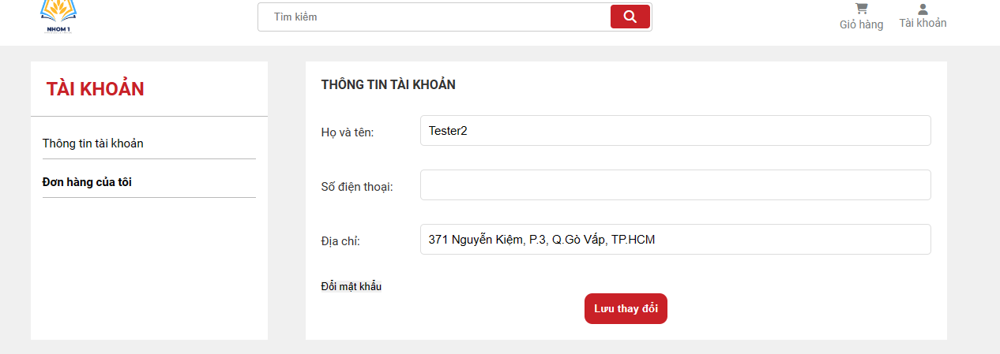 NHOM 1
Tìm kiếm
Giỏ hàng
Tài khoản
TÀI KHOẢN
Thông tin tài khoản
Đơn hàng của tôi
THÔNG TIN TÀI KHOẢN
Họ và tên:
Tester2
Số điện thoại:
Địa chỉ:
371 Nguyễn Kiệm, P.3, Q.Gò Vấp, TP.HCM
Đổi mật khẩu
Lưu thay đổi